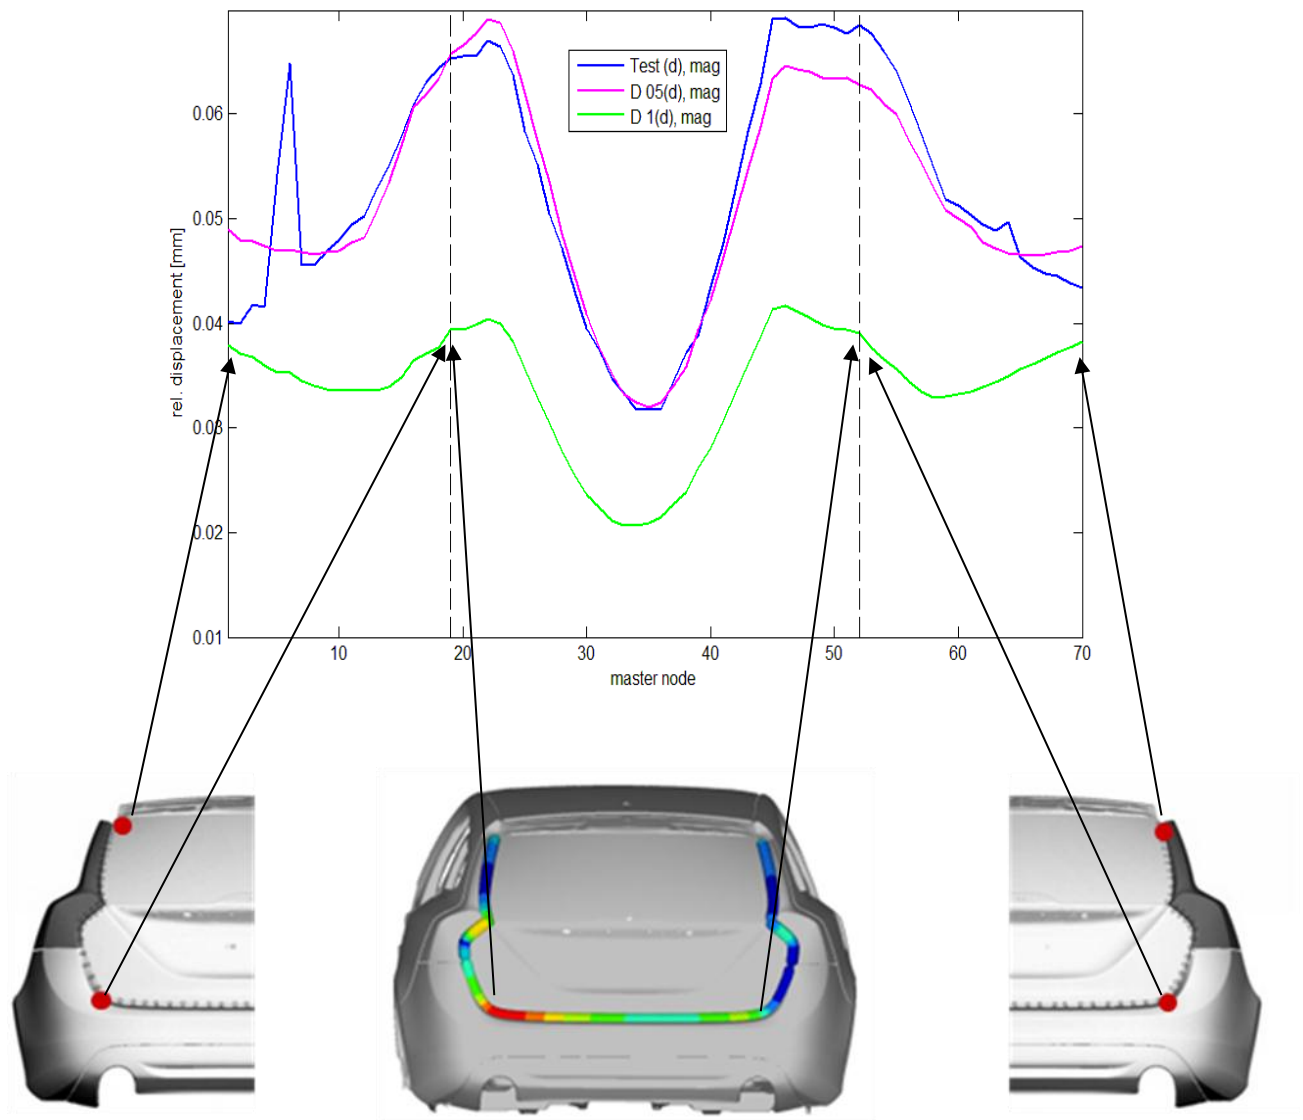 Test (d), mag
D 05(d), mag
D 1(d), mag
0.06
0.05
0.04
0.03
0.02
0.01
rel. displacement [mm]
10 20 30 40 50 60 70
master node